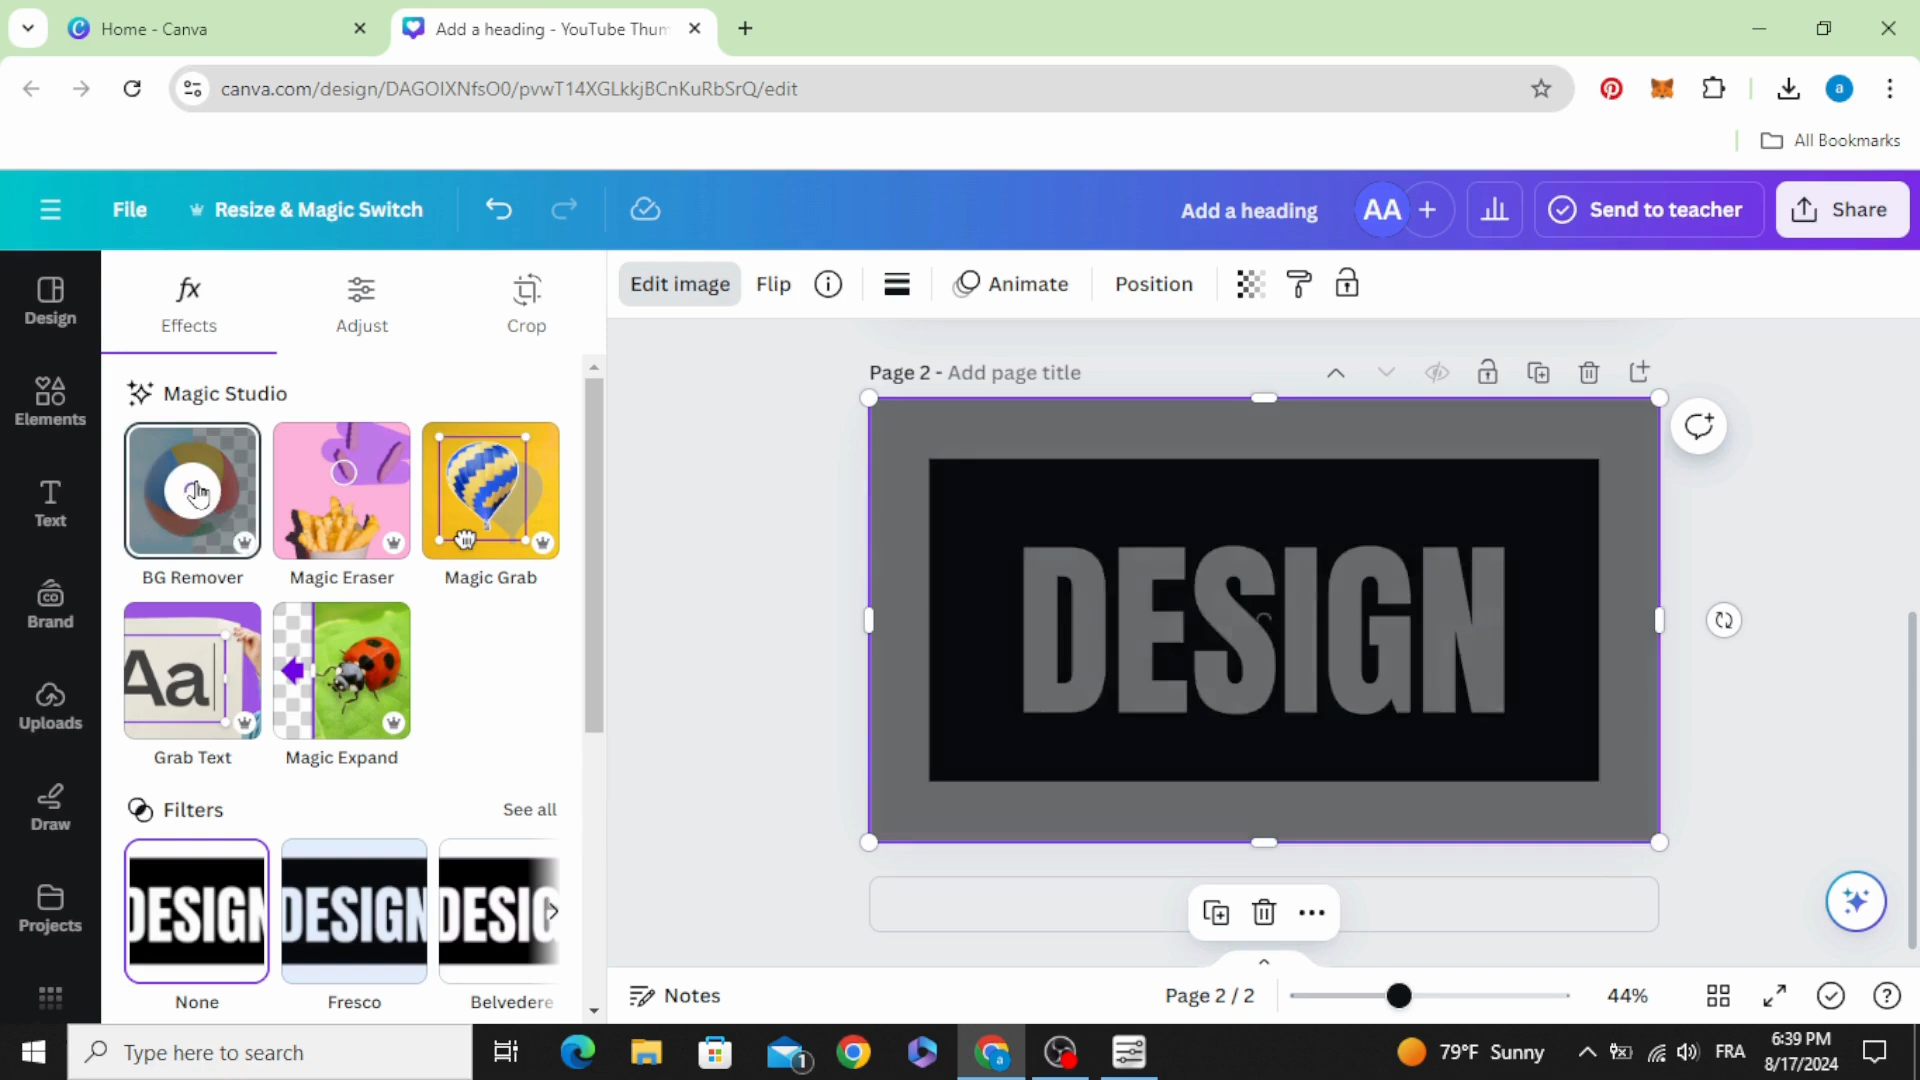 Home - Canva
Add a heading - YouTube Thum
canva.com/design/DAGOIXNfsO0/pvwT14XGLkkjBCnKuRbSrQ/edit
a
All Bookmarks
File
Resize & Magic Switch
Add a heading
AA
+
Send to teacher
Share
Design
Elements
Text
Brand
Uploads
Draw
Projects
fx
Effects
Adjust
Crop
Edit image
Flip
Animate
Position
Magic Studio
BG Remover
Magic Eraser
Magic Grab
Aa
Grab Text
Magic Expand
Filters
See all
DESIGN
DESIGN
DESIG
None
Fresco
Belvedere
Page 2 - Add page title
DESIGN
Notes
Page 2 / 2
44%
Type here to search
1
a
79°F Sunny
FRA
6:39 PM
8/17/2024